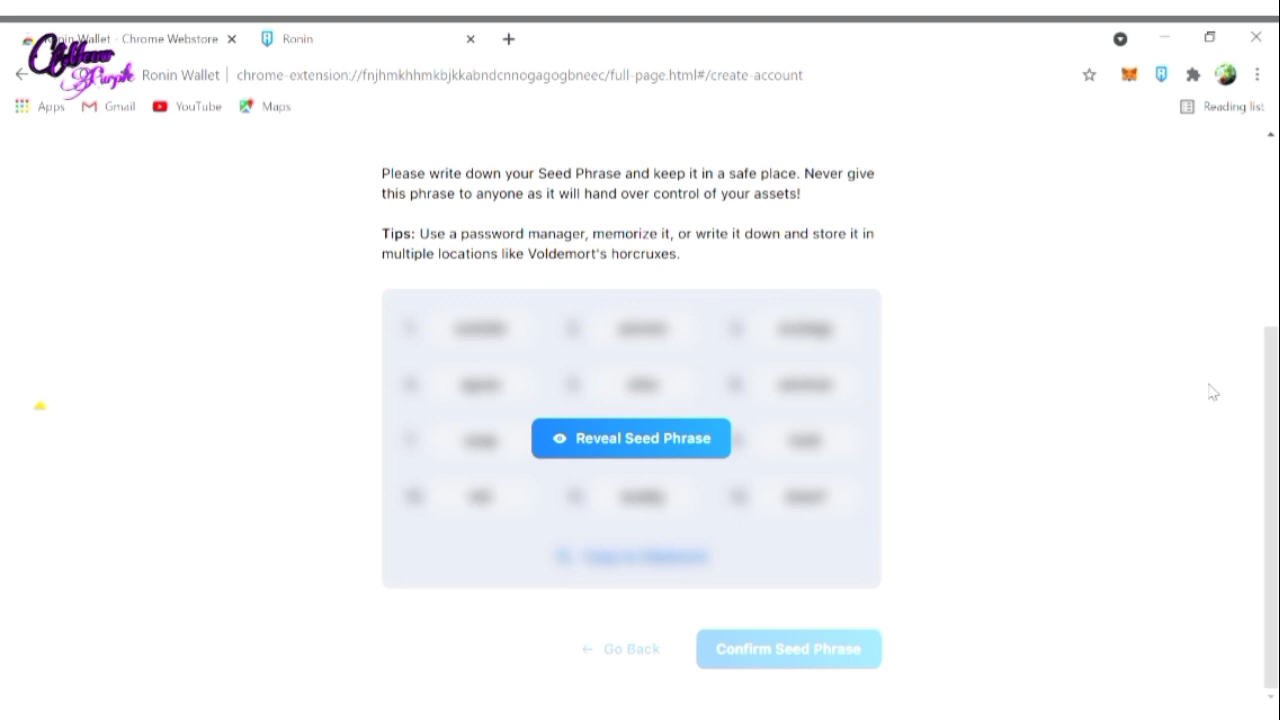 Ronin Wallet - Chrome Webstore
Ronin
Ronin Wallet
chrome-extension://fnjhmkhhmkbjkkabndcnnogagogbneec/full-page.html#/create-account
Apps
Gmail
YouTube
Maps
Reading list
Please write down your Seed Phrase and keep it in a safe place. Never give
this phrase to anyone as it will hand over control of your assets!
Tips: Use a password manager, memorize it, or write it down and store it in
multiple locations like Voldemort's horcruxes.
Reveal Seed Phrase
Go Back
Confirm Seed Phrase